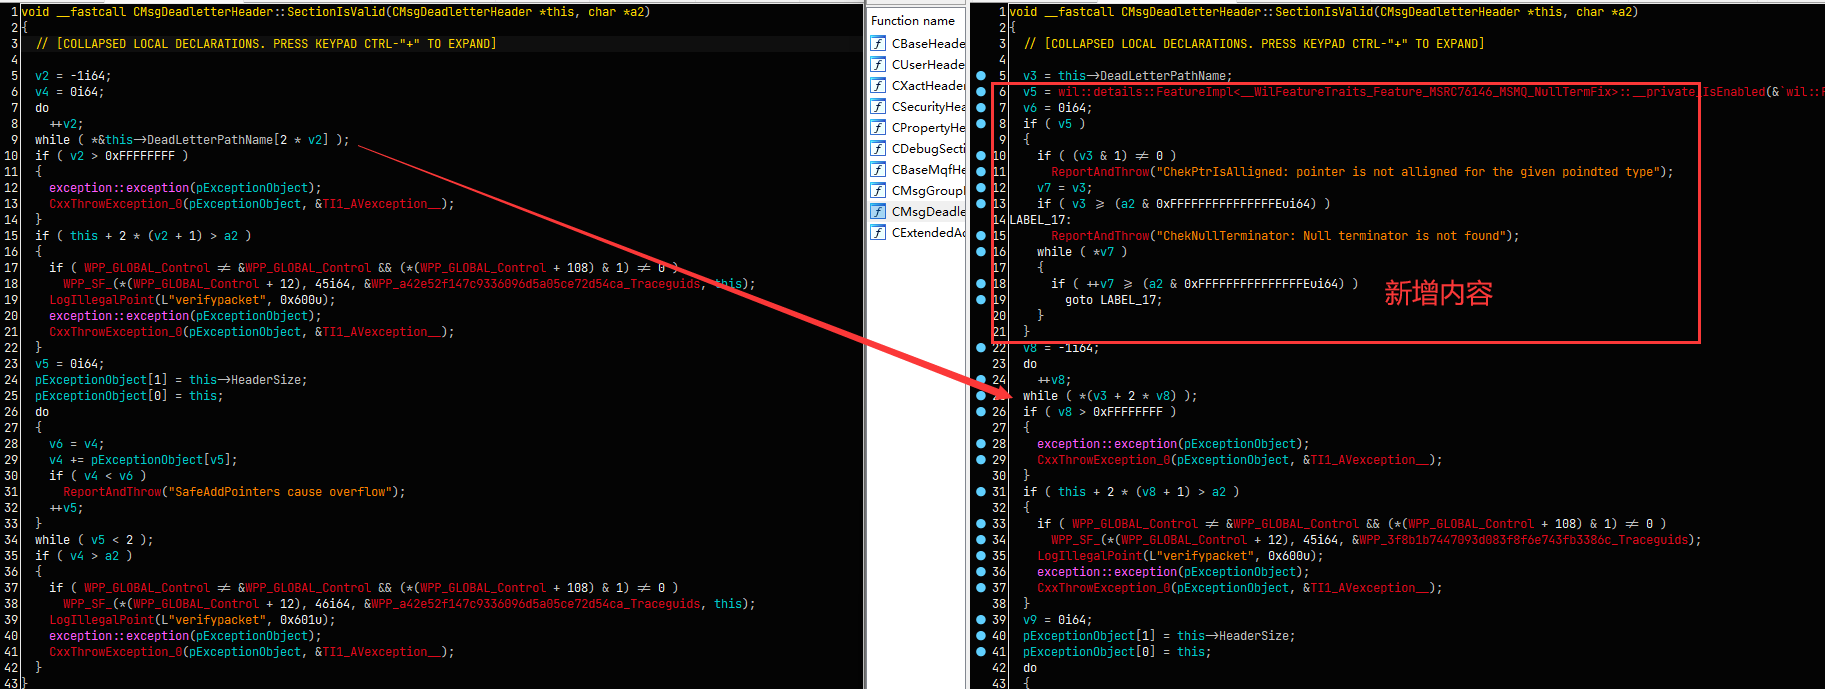 1 void __fastcall CMsgDeadletterHeader::SectionIsValid(CMsgDeadletterHeader *this, char *a2)
2 {
3 // [COLLAPSED LOCAL DECLARATIONS. PRESS KEYPAD CTRL-"+" TO EXPAND]
4
5 v2 = -1i64;
6 v4 = 0i64;
7 do
8 ++v2;
9 while ( *&this->DeadLetterPathName[2 * v2] );
10 if ( v2 > 0xFFFFFFFF )
11 {
12 exception::exception(pExceptionObject);
13 CxxThrowException_0(pExceptionObject, &TI1_AVexception__);
14 }
15 if ( this + 2 * (v2 + 1) > a2 )
16 {
17 if ( WPP_GLOBAL_Control != &WPP_GLOBAL_Control && (*(WPP_GLOBAL_Control + 108) & 1) != 0 )
18 WPP_SF_(*(WPP_GLOBAL_Control + 12), 45i64, &WPP_a42e52f147c9336096d5a05ce72d54ca_Traceguids, this);
19 LogIllegalPoint(L"verifypacket", 0x600u);
20 exception::exception(pExceptionObject);
21 CxxThrowException_0(pExceptionObject, &TI1_AVexception__);
22 }
23 v5 = 0i64;
24 pExceptionObject[1] = this->HeaderSize;
25 pExceptionObject[0] = this;
26 do
27 {
28 v6 = v4;
29 v4 += pExceptionObject[v5];
30 if ( v4 < v6 )
31 ReportAndThrow("SafeAddPointers cause overflow");
32 ++v5;
33 }
34 while ( v5 < 2 );
35 if ( v4 > a2 )
36 {
37 if ( WPP_GLOBAL_Control != &WPP_GLOBAL_Control && (*(WPP_GLOBAL_Control + 108) & 1) != 0 )
38 WPP_SF_(*(WPP_GLOBAL_Control + 12), 46i64, &WPP_a42e52f147c9336096d5a05ce72d54ca_Traceguids, this);
39 LogIllegalPoint(L"verifypacket", 0x601u);
40 exception::exception(pExceptionObject);
41 CxxThrowException_0(pExceptionObject, &TI1_AVexception__);
42 }
43 }
Function name
f CBaseHeade
f CUserHeade
f CXactHeader
f CSecurityHea
f CPropertyHe
f CDebugSecti
f CBaseMqfHe
f CMsgGroupI
f CMsgDeadle
f CExtendedAc
1 void __fastcall CMsgDeadletterHeader::SectionIsValid(CMsgDeadletterHeader *this, char *a2)
2 {
3 // [COLLAPSED LOCAL DECLARATIONS. PRESS KEYPAD CTRL-"+" TO EXPAND]
4
5 v3 = this->DeadLetterPathName;
6 v5 = wil::details::FeatureImpl<__WilFeatureTraits_Feature_MSRC76146_MSMQ_NullTermFix>::__private_IsEnabled(&`wil::F
7 v6 = 0i64;
8 if ( v5 )
9 {
10 if ( (v3 & 1) != 0 )
11 ReportAndThrow("ChekPtrIsAlligned: pointer is not alligned for the given poindted type");
12 v7 = v3;
13 if ( v3 >= (a2 & 0xFFFFFFFFFFFFFFFEui64) )
14 LABEL_17:
15 ReportAndThrow("ChekNullTerminator: Null terminator is not found");
16 while ( *v7 )
17 {
18 if ( ++v7 >= (a2 & 0xFFFFFFFFFFFFFFFEui64) )
19 goto LABEL_17;
20 }
21 }
新增内容
22 v8 = -1i64;
23 do
24 ++v8;
while ( *(v3 + 2 * v8) );
26 if ( v8 > 0xFFFFFFFF )
27 {
28 exception::exception(pExceptionObject);
29 CxxThrowException_0(pExceptionObject, &TI1_AVexception__);
30 }
31 if ( this + 2 * (v8 + 1) > a2 )
32 {
33 if ( WPP_GLOBAL_Control != &WPP_GLOBAL_Control && (*(WPP_GLOBAL_Control + 108) & 1) != 0 )
34 WPP_SF_(*(WPP_GLOBAL_Control + 12), 45i64, &WPP_3f8b1b7447093d083f8f6e743fb3386c_Traceguids);
35 LogIllegalPoint(L"verifypacket", 0x600u);
36 exception::exception(pExceptionObject);
37 CxxThrowException_0(pExceptionObject, &TI1_AVexception__);
38 }
39 v9 = 0i64;
40 pExceptionObject[1] = this->HeaderSize;
41 pExceptionObject[0] = this;
42 do
43 {